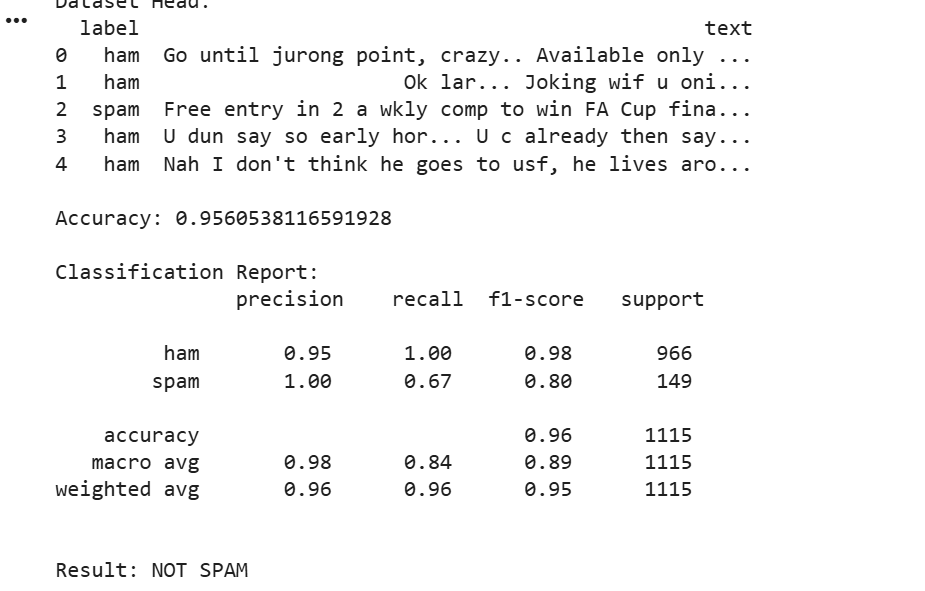 Dataset Head:
label text
0 ham Go until jurong point, crazy.. Available only ...
1 ham Ok lar... Joking wif u oni...
2 spam Free entry in 2 a wkly comp to win FA Cup fina...
3 ham U dun say so early hor... U c already then say...
4 ham Nah I don't think he goes to usf, he lives aro...
Accuracy: 0.9560538116591928
Classification Report:
precision recall f1-score support
ham 0.95 1.00 0.98 966
spam 1.00 0.67 0.80 149
accuracy 0.96 1115
macro avg 0.98 0.84 0.89 1115
weighted avg 0.96 0.96 0.95 1115
Result: NOT SPAM